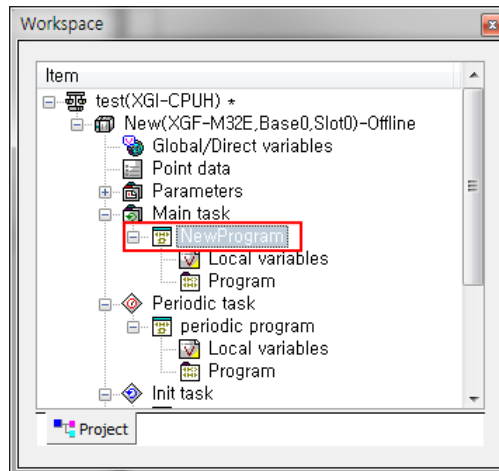 Workspace
Item
test(XGI-CPUH) *
New(XGF-M32E,Base0,Slot0)-Offline
Global/Direct variables
Point data
Parameters
Main task
NewProgram
Local variables
Program
Periodic task
periodic program
Local variables
Program
Init task
Project